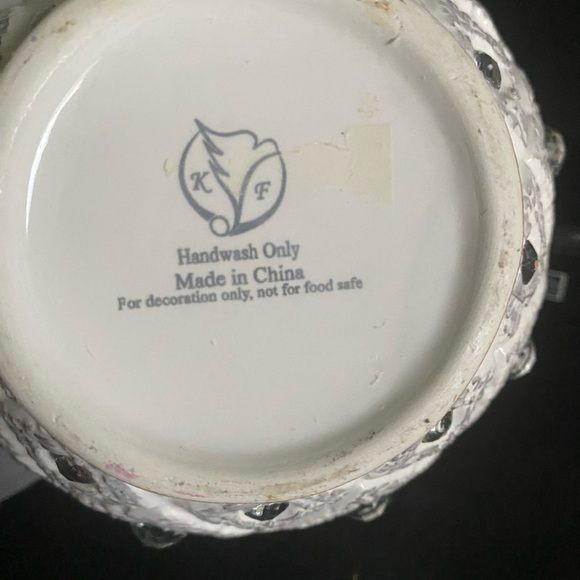 K F
Handwash Only
Made in China
For decoration only, not for food safe